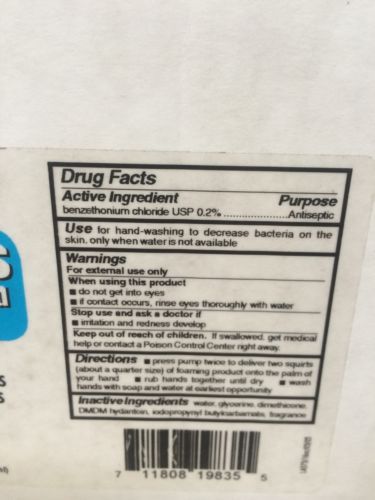 Drug Facts
Active Ingredient Purpose
benzethonium chloride USP 0.2%......................Antiseptic
Use for hand-washing to decrease bacteria on the
skin, only when water is not available
Warnings
For external use only
When using this product
■ do not get into eyes
■ if contact occurs, rinse eyes thoroughly with water
Stop use and ask a doctor if
■ irritation and redness develop
Keep out of reach of children. If swallowed, get medical
help or contact a Poison Control Center right away.
Directions ■ press pump twice to deliver two squirts
(about a quarter size) of foaming product onto the palm of
your hand ■ rub hands together until dry ■ wash
hands with soap and water at earliest opportunity
Inactive Ingredients water, glycerine, dimethicone,
DMDM hydantoin, iodopropynyl butylcarbamate, fragrance
7 11808 19835 5